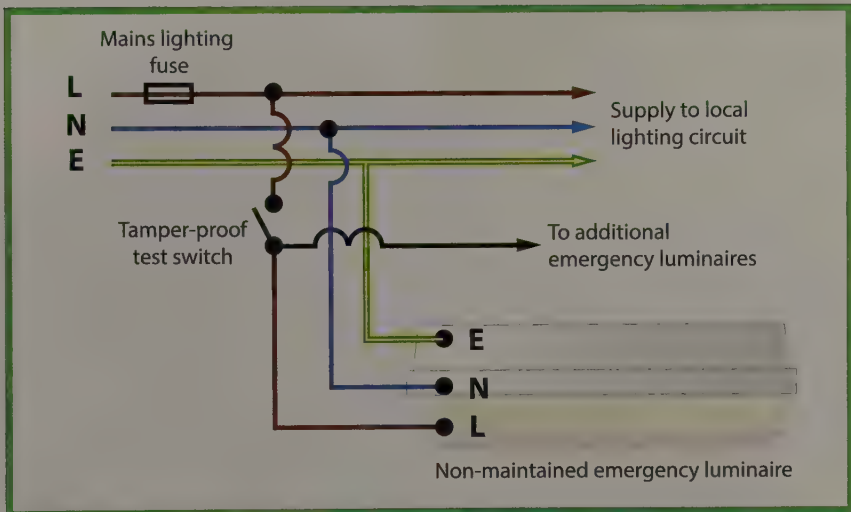 Mains lighting
fuse
L
N
E
Supply to local
lighting circuit
Tamper-proof
test switch
To additional
emergency luminaires
E
N
L
Non-maintained emergency luminaire